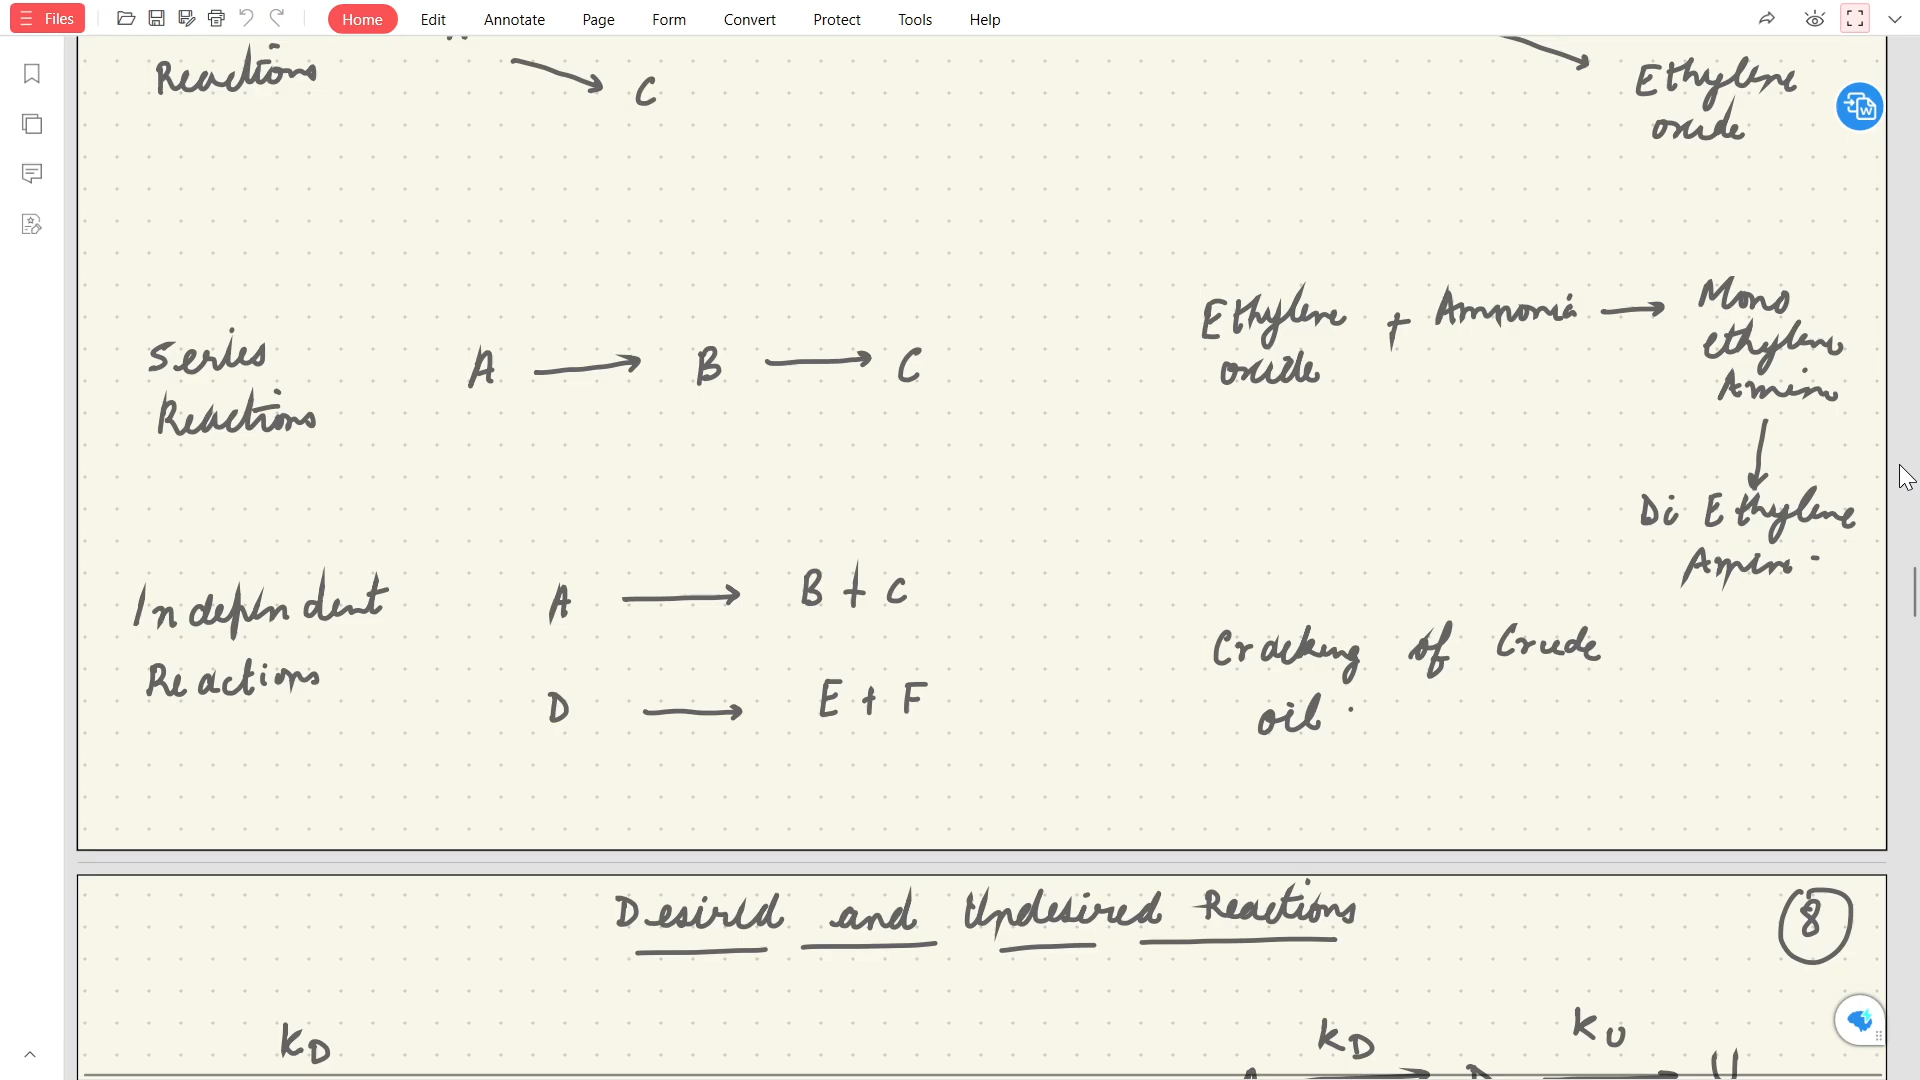 Files Home Edit Annotate Page Form Convert Protect Tools Help
Reactions
C
Ethylene
oxide
Series
Reactions
A → B → C
Ethylene
oxide
+ Ammonia →
Mono
ethylene
Amine
↓
Di Ethylene
Amine
Independent
Reactions
A → B + C
D → E + F
Cracking of Crude
oil.
Desired and Undesired Reactions
8
kD
kD
kU